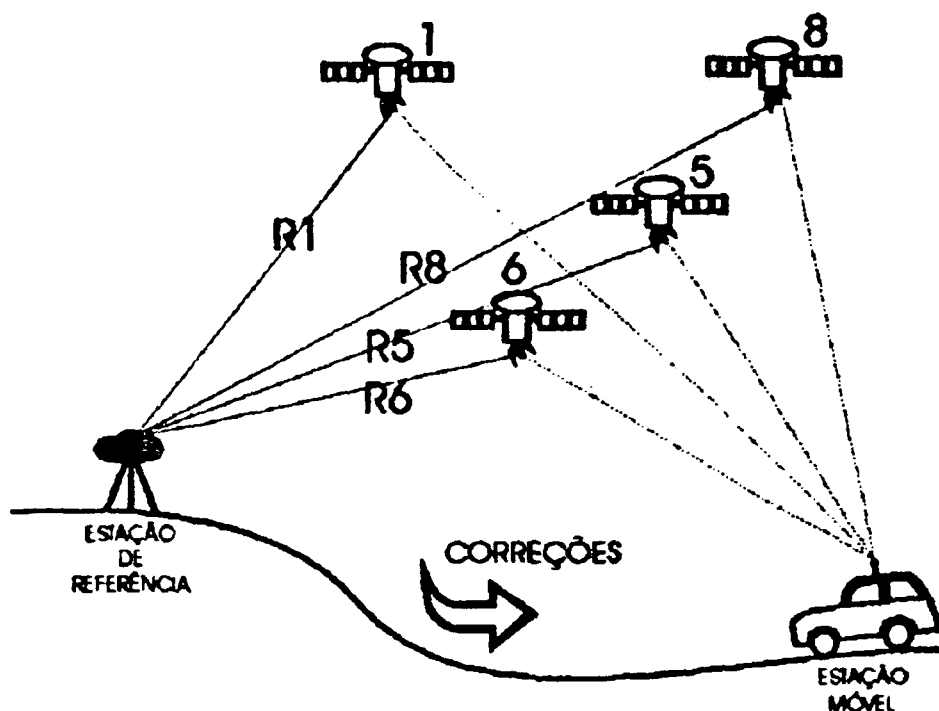 1
8
5
R1
R8
6
R5
R6
ESTAÇÃO
DE
REFERÊNCIA
CORREÇÕES
ESTAÇÃO
MÓVEL